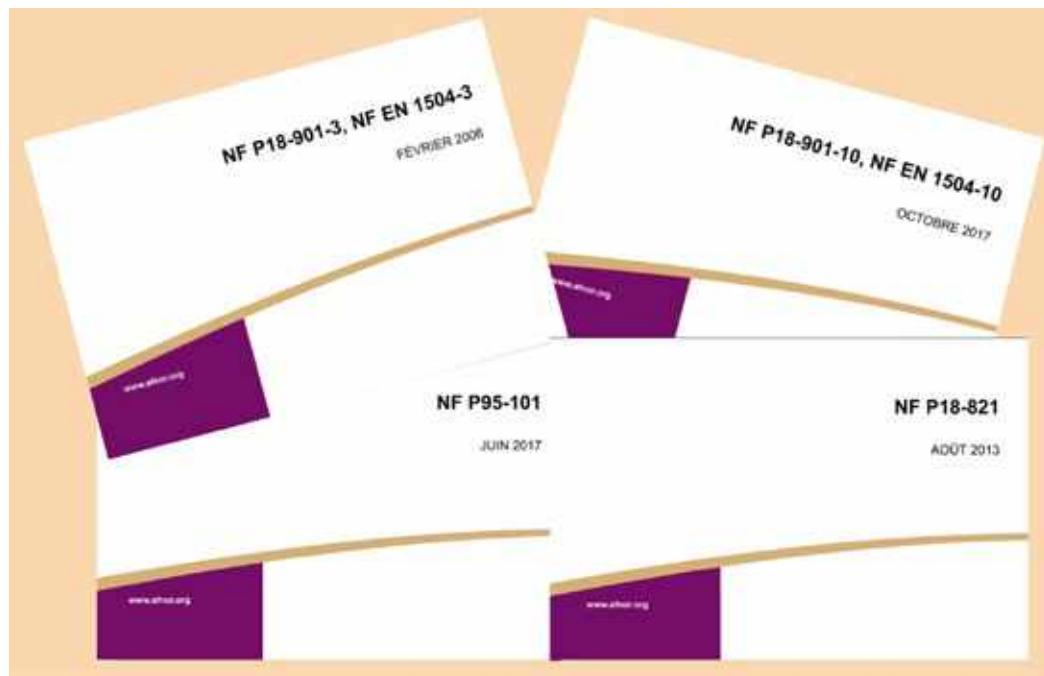 NF P18-901-3, NF EN 1504-3
FÉVRIER 2006
www.afnor.org
NF P18-901-10, NF EN 1504-10
OCTOBRE 2017
www.afnor.org
NF P95-101
JUIN 2017
www.afnor.org
NF P18-821
AOÛT 2013
www.afnor.org